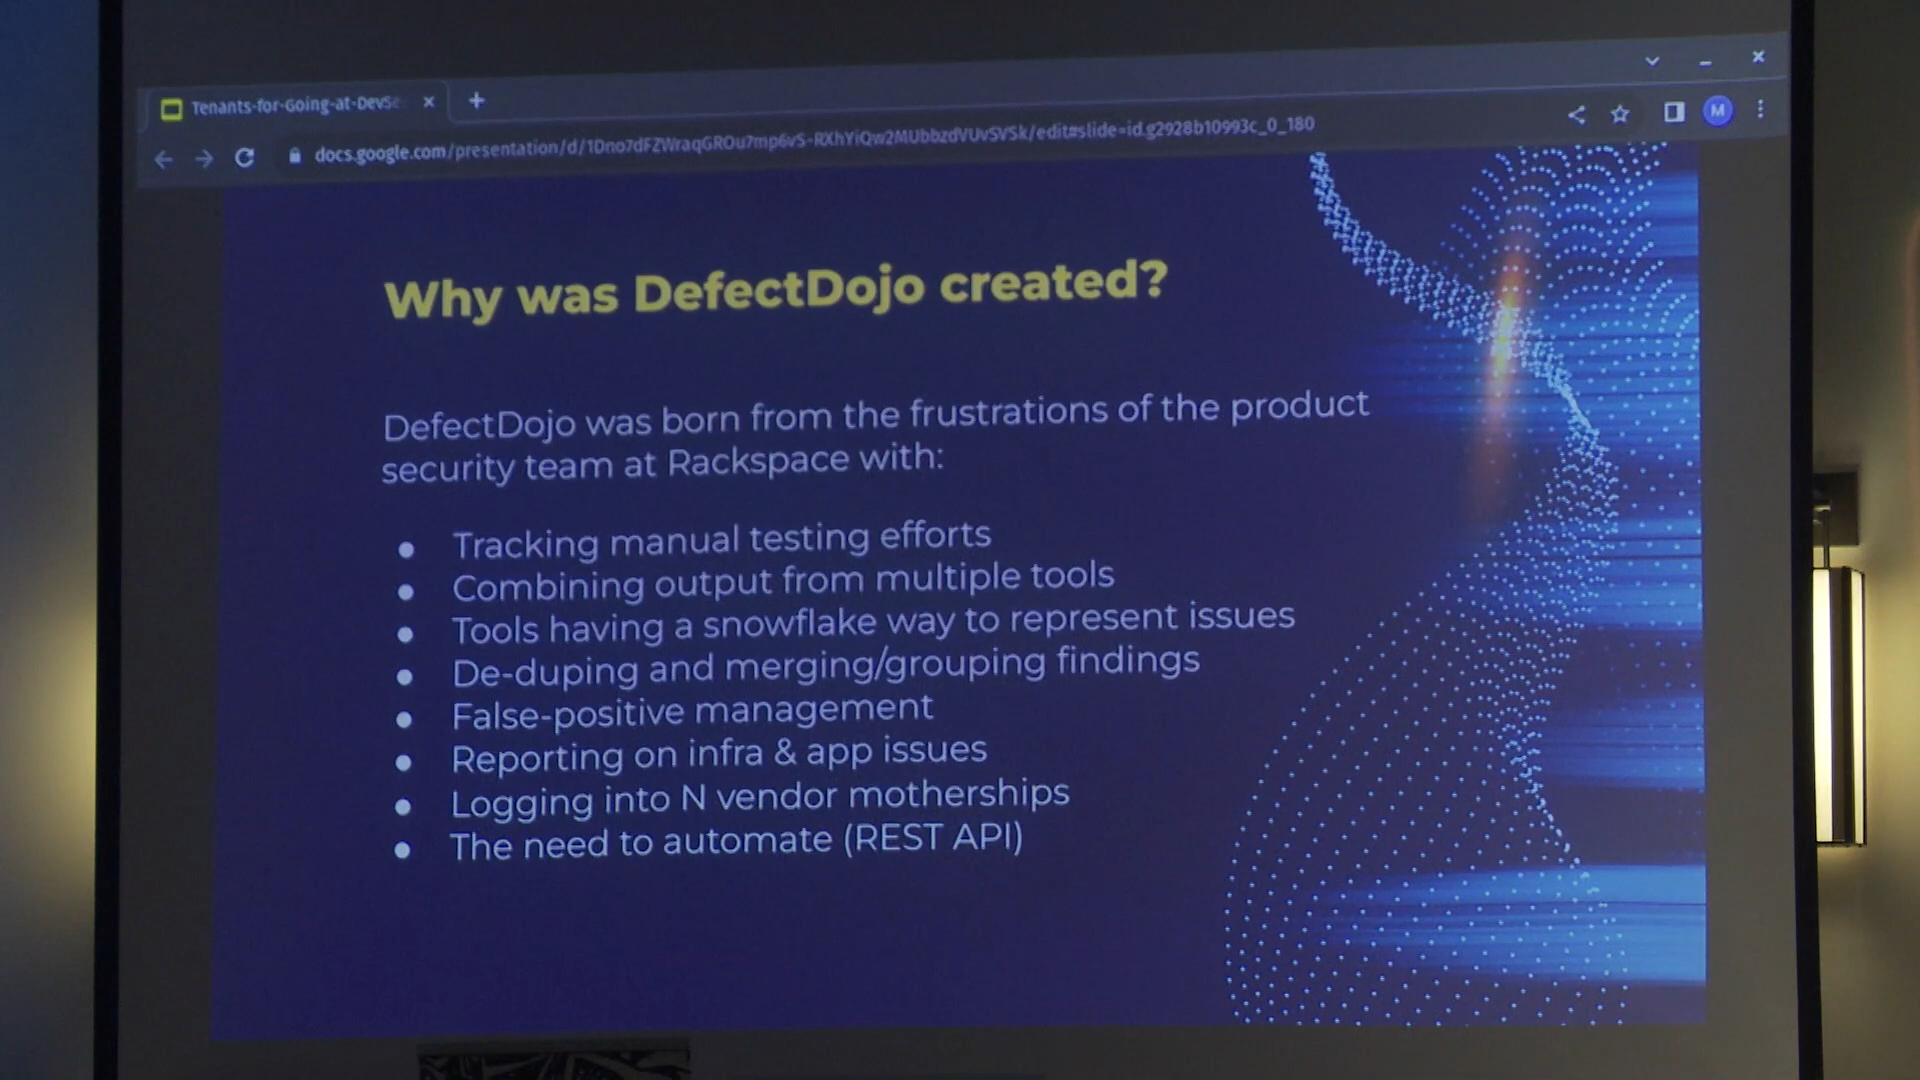 Tenants-for-Going-at-DevSe
docs.google.com/presentation/d/1Dno7dFZWraqGROu7mp6vS-RXhYiQw2MUbbzdVUvSVSk/edit#slide=id.g2928b10993c_0_180
M
Why was DefectDojo created?
DefectDojo was born from the frustrations of the product
security team at Rackspace with:
● Tracking manual testing efforts
● Combining output from multiple tools
● Tools having a snowflake way to represent issues
● De-duping and merging/grouping findings
● False-positive management
● Reporting on infra & app issues
● Logging into N vendor motherships
● The need to automate (REST API)